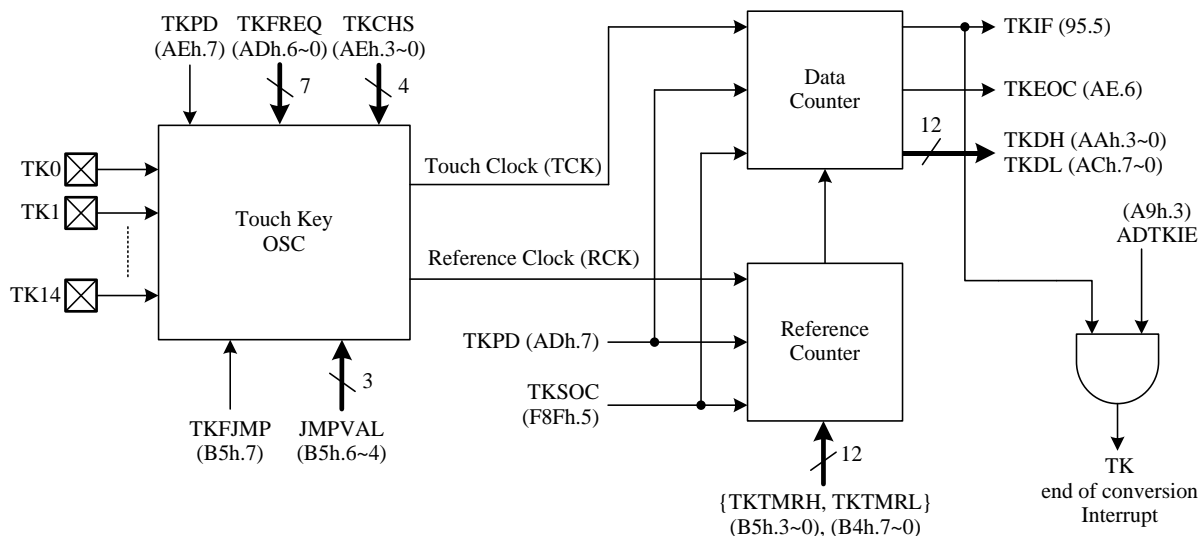 TKPD
(AEh.7)
TKFREQ
(ADh.6~0)
TKCHS
(AEh.3~0)
7
4
TK0
TK1
TK14
Touch Key
OSC
Touch Clock (TCK)
Reference Clock (RCK)
TKFJMP
(B5h.7)
JMPVAL
(B5h.6~4)
3
TKPD (ADh.7)
TKSOC
(F8Fh.5)
Data
Counter
Reference
Counter
12
{TKTMRH, TKTMRL}
(B5h.3~0), (B4h.7~0)
TKIF (95.5)
TKEOC (AE.6)
12
TKDH (AAh.3~0)
TKDL (ACh.7~0)
(A9h.3)
ADTKIE
TK
end of conversion
Interrupt